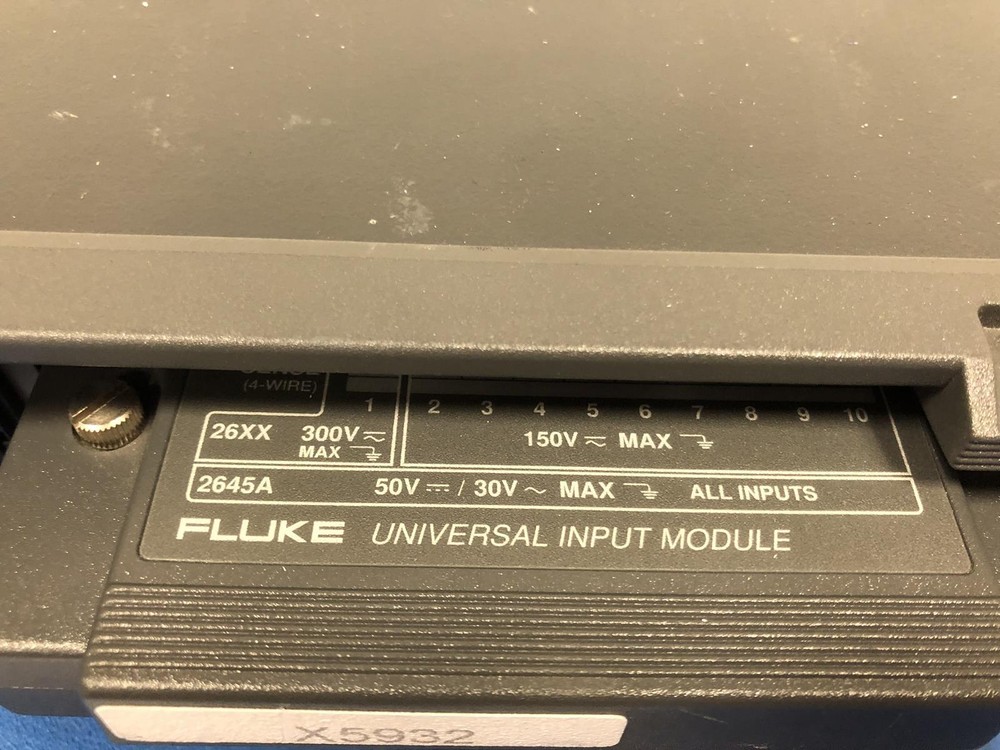 (4-WIRE)
1 2 3 4 5 6 7 8 9 10
26XX 300V
MAX
150V MAX
2645A 50V / 30V MAX ALL INPUTS
FLUKE UNIVERSAL INPUT MODULE
X5932